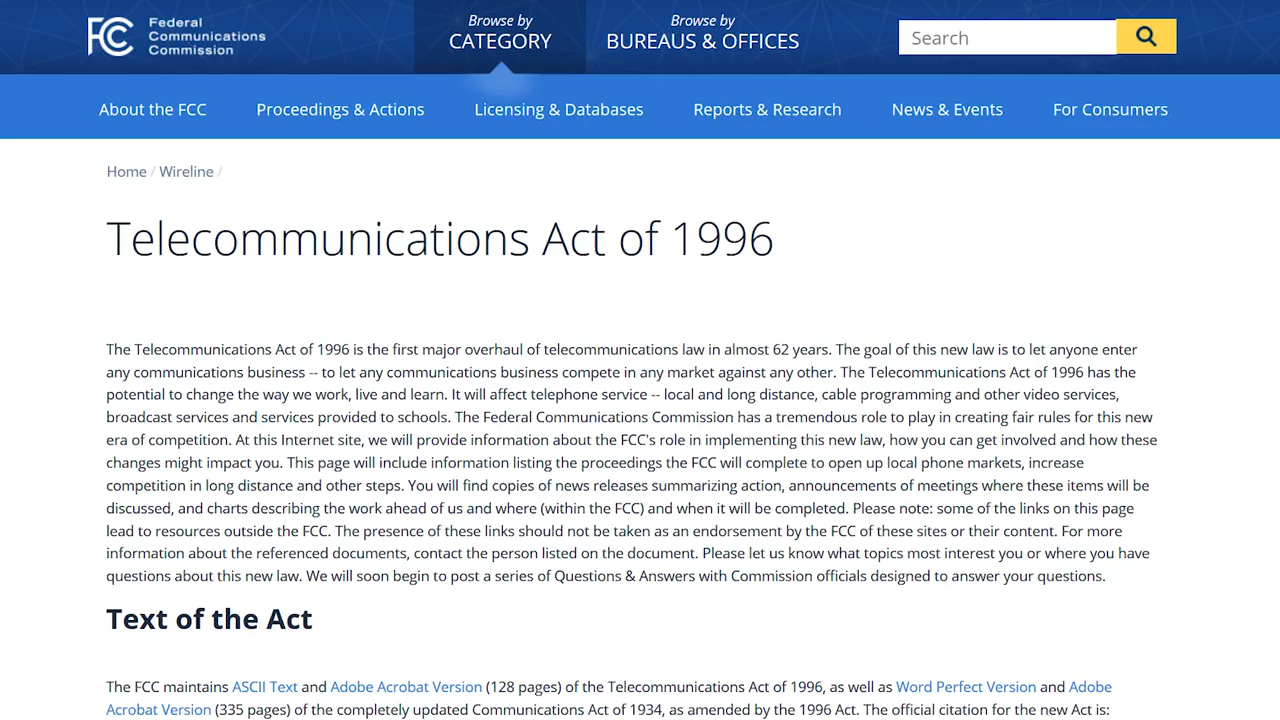 FCC
Federal
Communications
Commission
Browse by
CATEGORY
Browse by
BUREAUS & OFFICES
Search
About the FCC
Proceedings & Actions
Licensing & Databases
Reports & Research
News & Events
For Consumers
Home / Wireline /
Telecommunications Act of 1996
The Telecommunications Act of 1996 is the first major overhaul of telecommunications law in almost 62 years. The goal of this new law is to let anyone enter
any communications business -- to let any communications business compete in any market against any other. The Telecommunications Act of 1996 has the
potential to change the way we work, live and learn. It will affect telephone service -- local and long distance, cable programming and other video services,
broadcast services and services provided to schools. The Federal Communications Commission has a tremendous role to play in creating fair rules for this new
era of competition. At this Internet site, we will provide information about the FCC's role in implementing this new law, how you can get involved and how these
changes might impact you. This page will include information listing the proceedings the FCC will complete to open up local phone markets, increase
competition in long distance and other steps. You will find copies of news releases summarizing action, announcements of meetings where these items will be
discussed, and charts describing the work ahead of us and where (within the FCC) and when it will be completed. Please note: some of the links on this page
lead to resources outside the FCC. The presence of these links should not be taken as an endorsement by the FCC of these sites or their content. For more
information about the referenced documents, contact the person listed on the document. Please let us know what topics most interest you or where you have
questions about this new law. We will soon begin to post a series of Questions & Answers with Commission officials designed to answer your questions.
Text of the Act
The FCC maintains ASCII Text and Adobe Acrobat Version (128 pages) of the Telecommunications Act of 1996, as well as Word Perfect Version and Adobe
Acrobat Version (335 pages) of the completely updated Communications Act of 1934, as amended by the 1996 Act. The official citation for the new Act is: